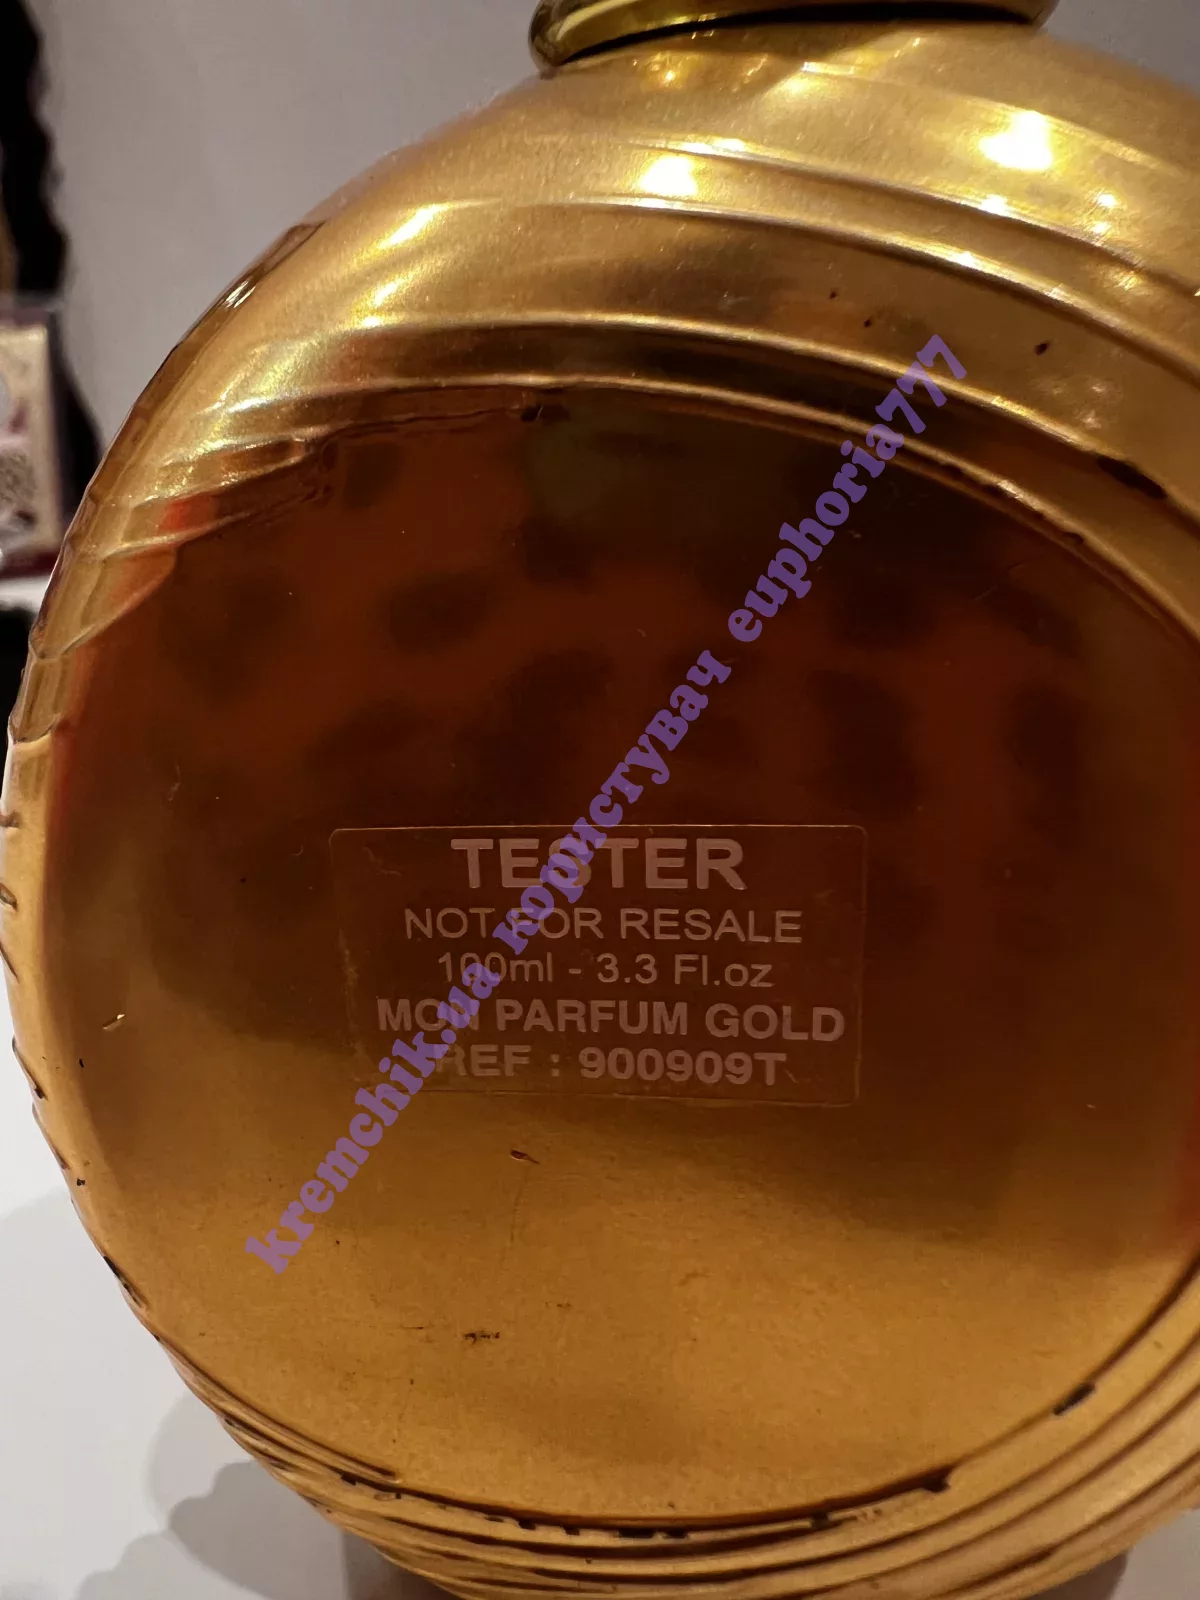 TESTER
NOT FOR RESALE
100ml - 3.3 Fl.oz
MON PARFUM GOLD
REF : 900909T
kremchik.ua користувач euphoria777